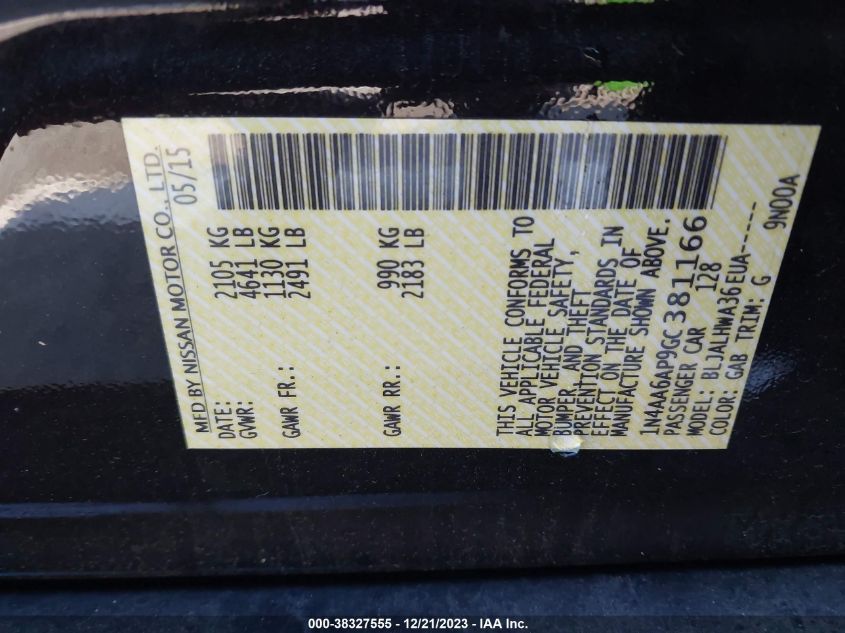 MFD BY NISSAN MOTOR CO., LTD.
DATE: 05/15
GVWR: 2105 KG
4641 LB
GAWR FR.: 1130 KG
2491 LB
GAWR RR.: 990 KG
2183 LB
THIS VEHICLE CONFORMS TO
ALL APPLICABLE FEDERAL
MOTOR VEHICLE SAFETY,
BUMPER, AND THEFT
PREVENTION STANDARDS IN
EFFECT ON THE DATE OF
MANUFACTURE SHOWN ABOVE.
1N4AA6AP9GC381166
PASSENGER CAR 128
MODEL: BLJALHWA36EUA-----
COLOR: GAB TRIM: G 9N00A
000-38327555 - 12/21/2023 - IAA Inc.